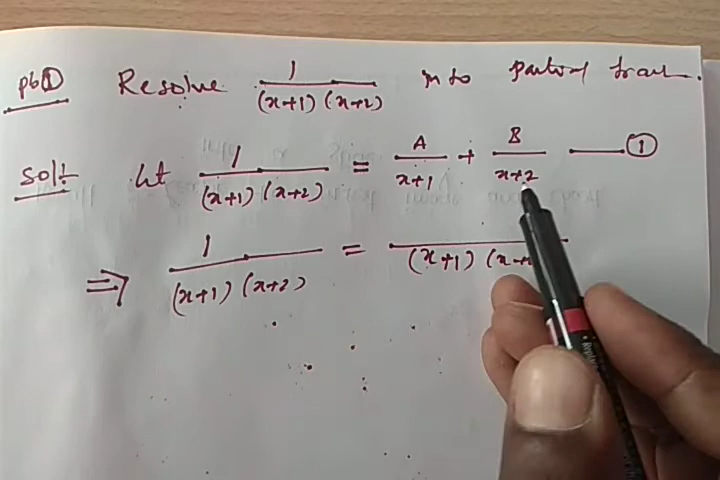 pb① Resolve 1/((x+1)(x+2)) into partial fract.
Sol: let 1/((x+1)(x+2)) = A/(x+1) + B/(x+2) —— ①
⇒ 1/((x+1)(x+2)) = /((x+1)(x+